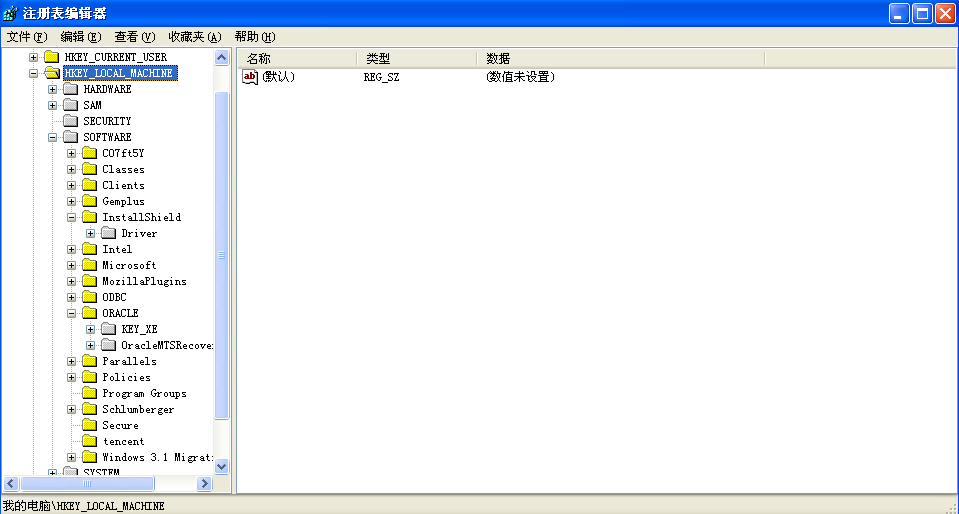 注册表编辑器
文件(F) 编辑(E) 查看(V) 收藏夹(A) 帮助(H)
HKEY_CURRENT_USER
HKEY_LOCAL_MACHINE
HARDWARE
SAM
SECURITY
SOFTWARE
CO7ft5Y
Classes
Clients
Gemplus
InstallShield
Driver
Intel
Microsoft
MozillaPlugins
ODBC
ORACLE
KEY_XE
OracleMTSRecove
Parallels
Policies
Program Groups
Schlumberger
Secure
tencent
Windows 3.1 Migrat
SYSTEM
名称 类型 数据
ab (默认) REG_SZ (数值未设置)
我的电脑\HKEY_LOCAL_MACHINE